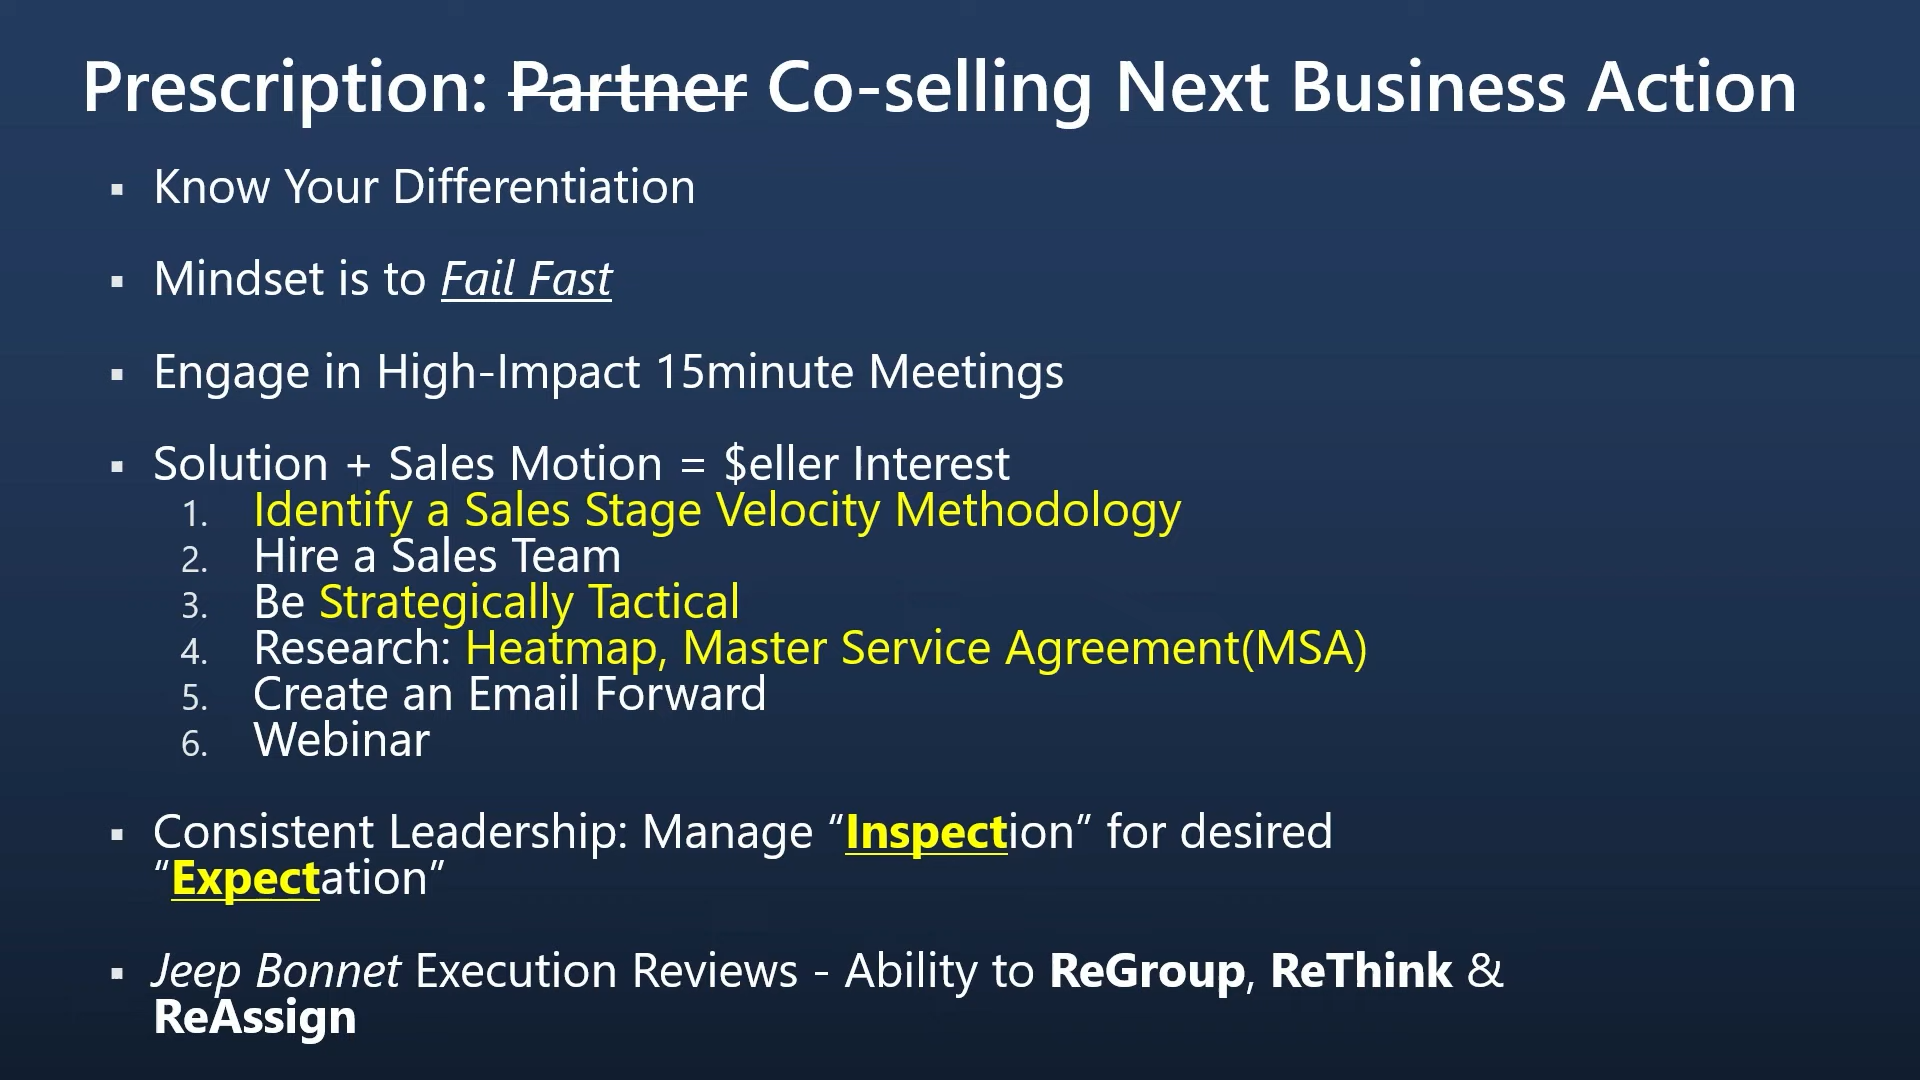 Prescription: Partner Co-selling Next Business Action
▪ Know Your Differentiation
▪ Mindset is to Fail Fast
▪ Engage in High-Impact 15minute Meetings
▪ Solution + Sales Motion = $eller Interest
1. Identify a Sales Stage Velocity Methodology
2. Hire a Sales Team
3. Be Strategically Tactical
4. Research: Heatmap, Master Service Agreement(MSA)
5. Create an Email Forward
6. Webinar
▪ Consistent Leadership: Manage “Inspection” for desired
“Expectation”
▪ Jeep Bonnet Execution Reviews - Ability to ReGroup, ReThink &
ReAssign